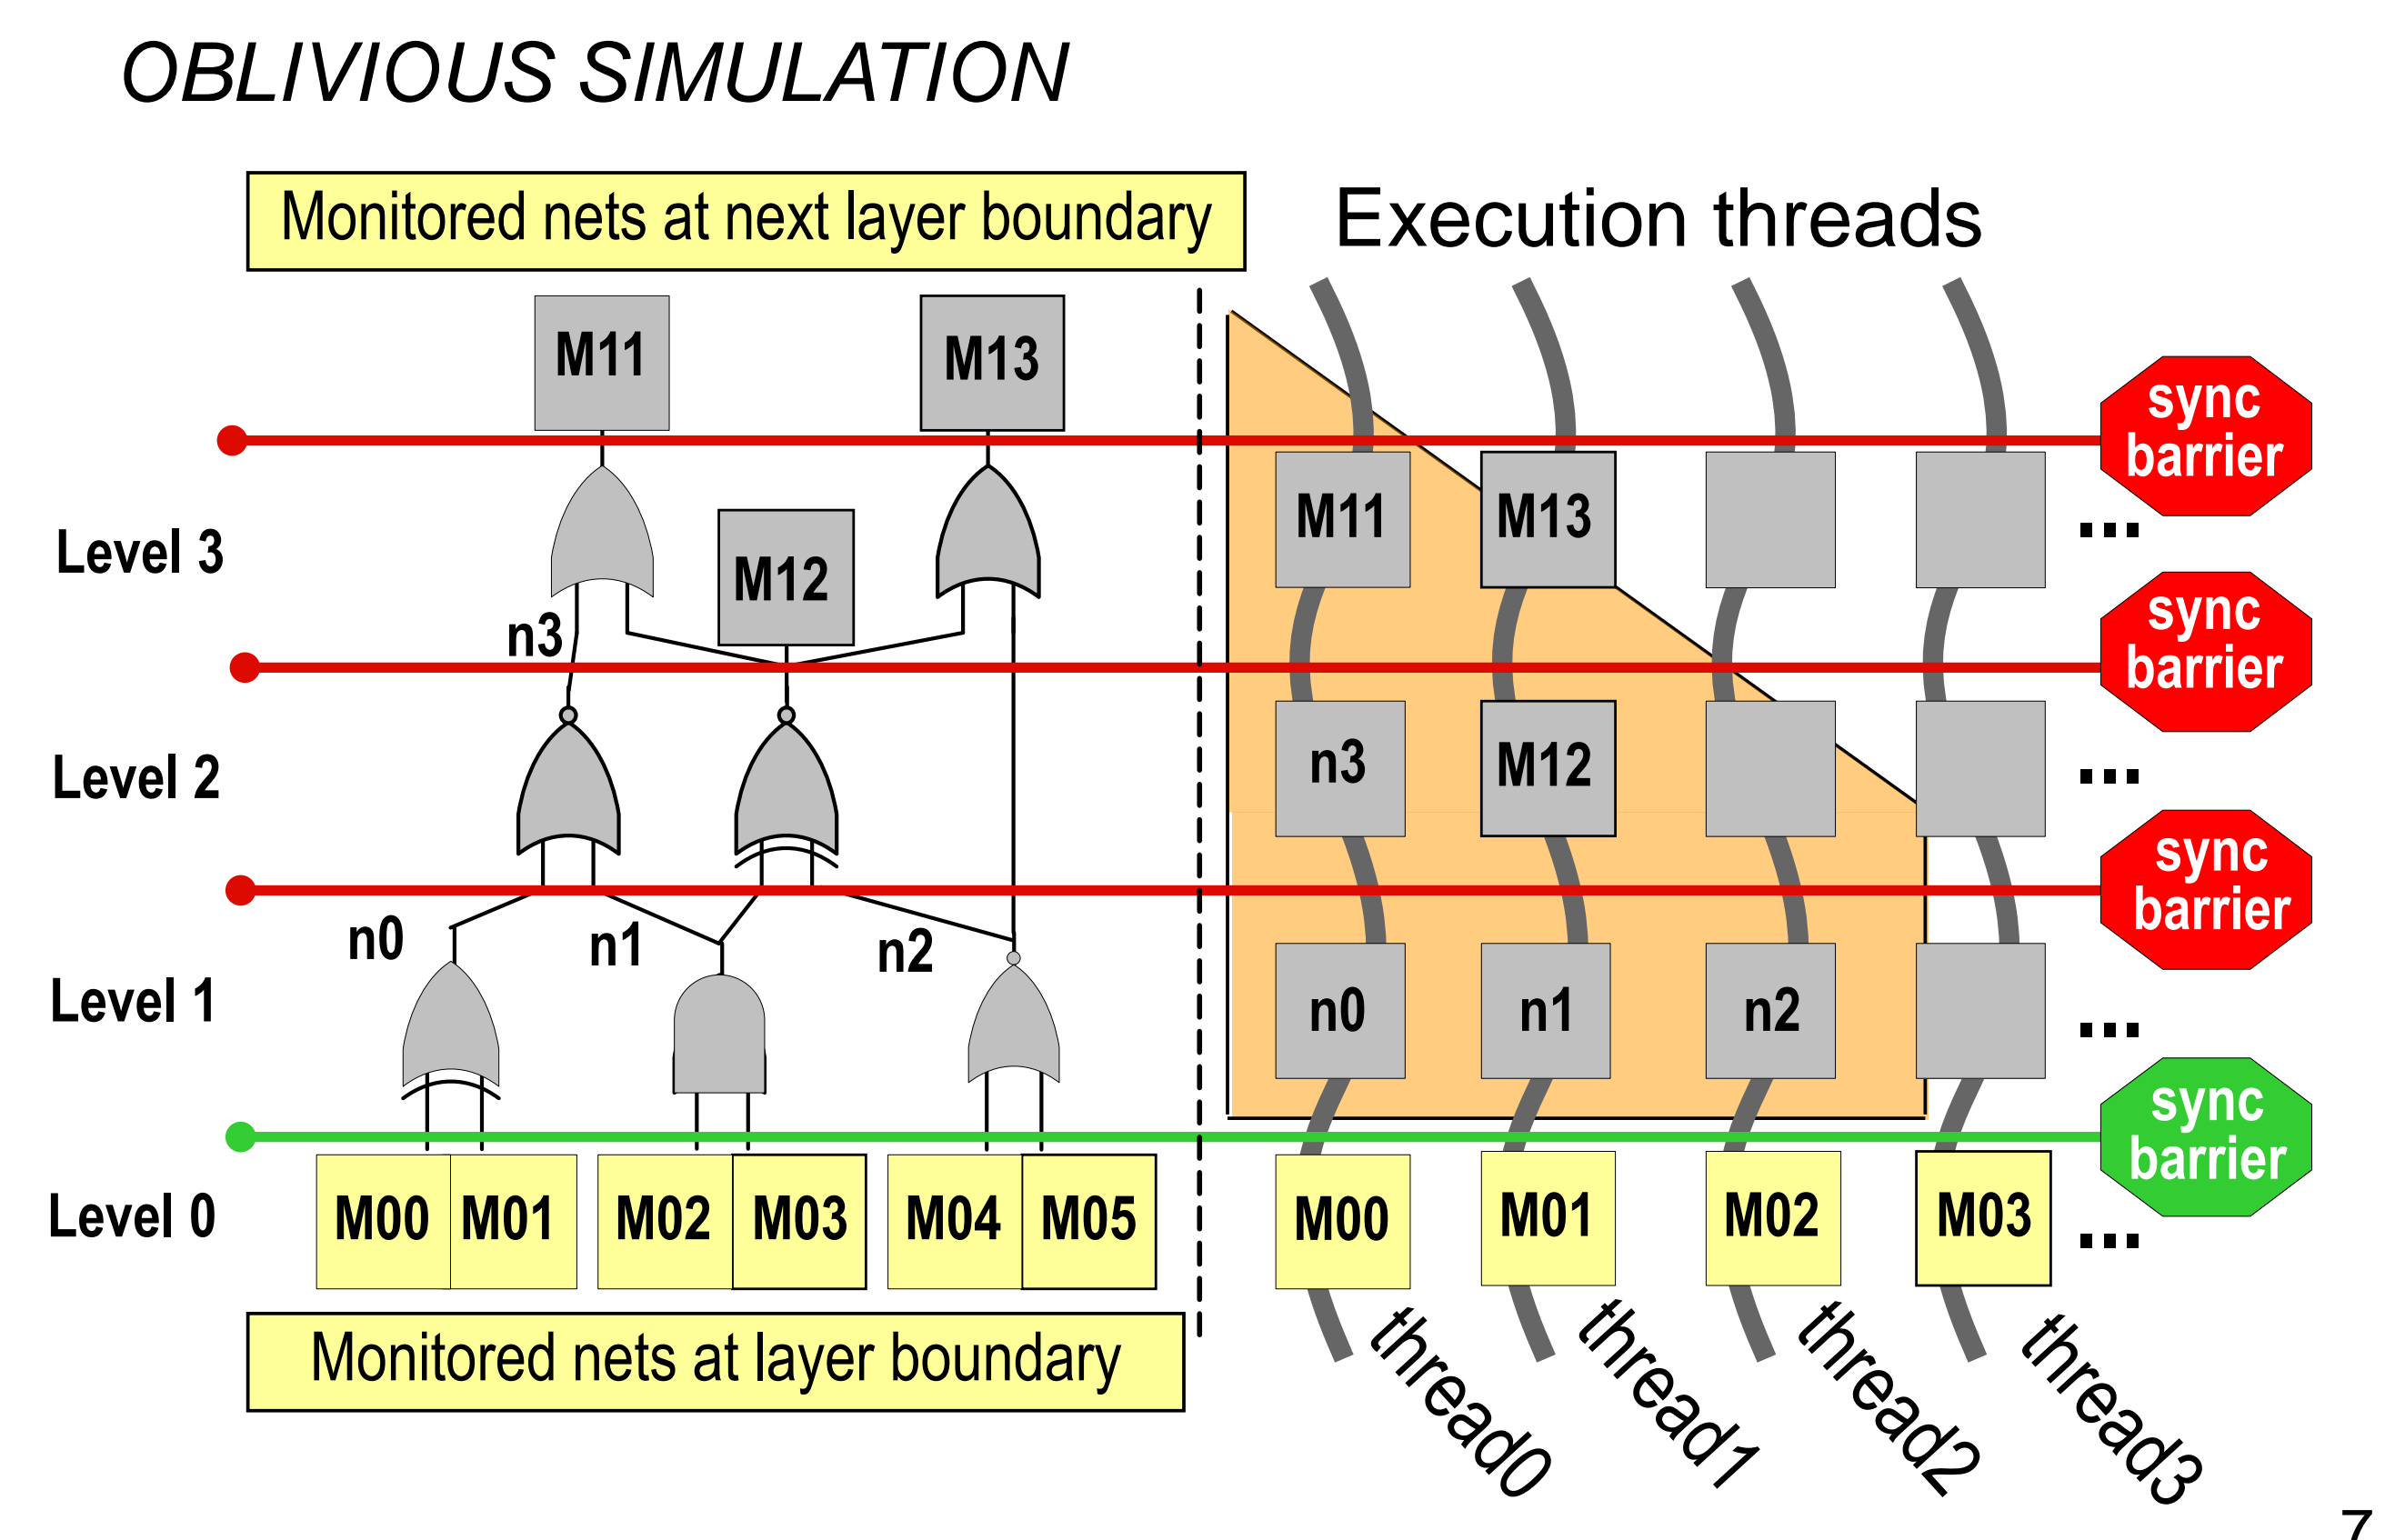 OBLIVIOUS SIMULATION
Monitored nets at next layer boundary
Execution threads
M11
M13
sync
barrier
Level 3
M12
n3
M11
M13
...
sync
barrier
Level 2
n3
M12
...
sync
barrier
n0
n1
n2
Level 1
n0
n1
n2
...
sync
barrier
Level 0
M00
M01
M02
M03
M04
M05
M00
M01
M02
M03
...
Monitored nets at layer boundary
thread0
thread1
thread2
thread3
7